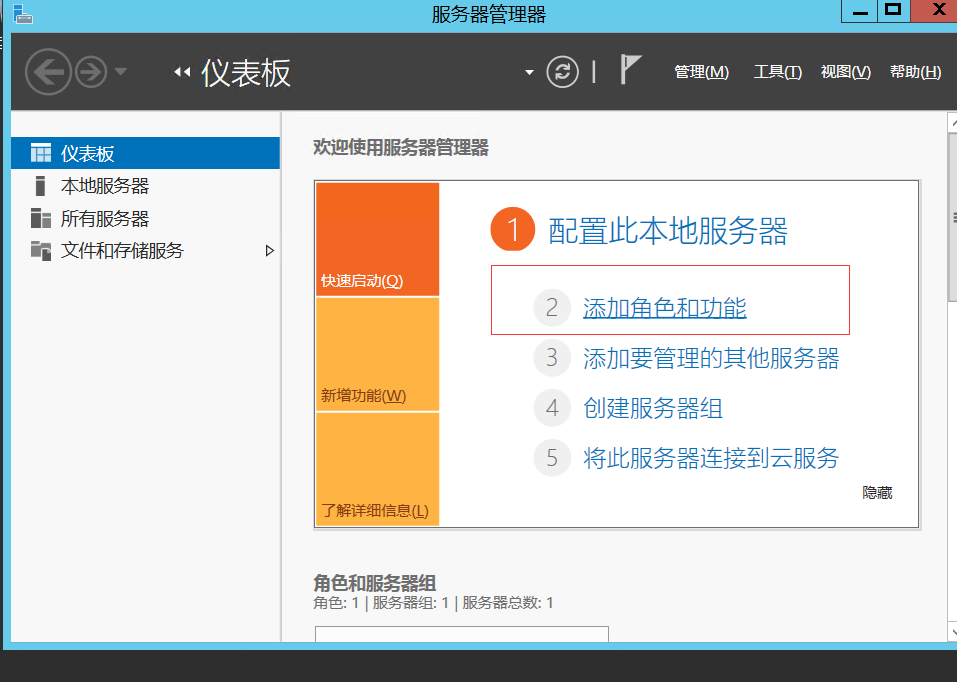 服务器管理器
仪表板
管理(M) 工具(T) 视图(V) 帮助(H)
仪表板
本地服务器
所有服务器
文件和存储服务
欢迎使用服务器管理器
快速启动(Q)
新增功能(W)
了解详细信息(L)
1 配置此本地服务器
2 添加角色和功能
3 添加要管理的其他服务器
4 创建服务器组
5 将此服务器连接到云服务
隐藏
角色和服务器组
角色: 1 | 服务器组: 1 | 服务器总数: 1